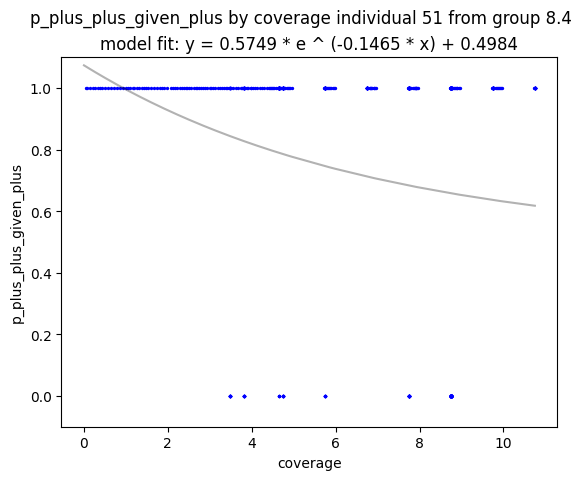 p_plus_plus_given_plus by coverage individual 51 from group 8.4
model fit: y = 0.5749 * e ^ (-0.1465 * x) + 0.4984
1.0
0.8
0.6
0.4
0.2
0.0
p_plus_plus_given_plus
0 2 4 6 8 10
coverage